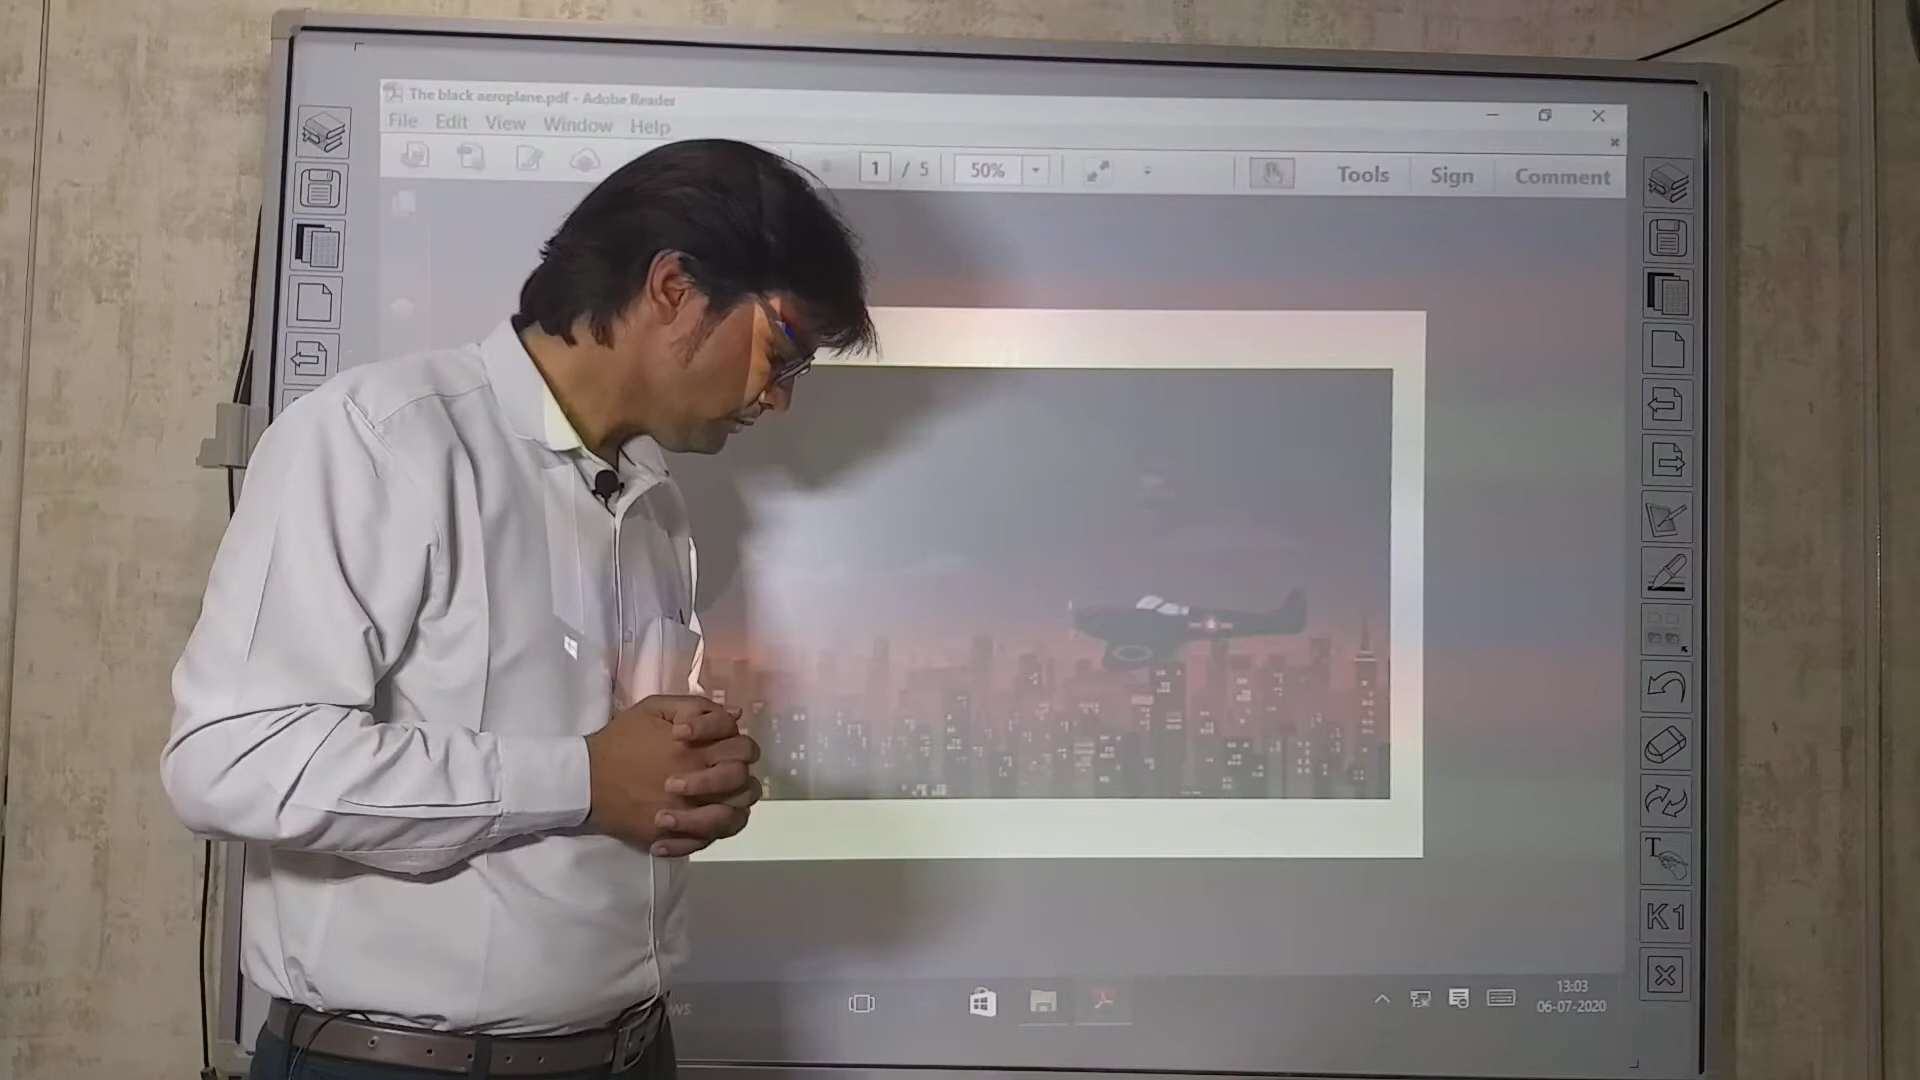 The black aeroplane.pdf - Adobe Reader
File Edit View Window Help
1 / 5 50% Tools Sign Comment
T
K1
13:03
06-07-2020